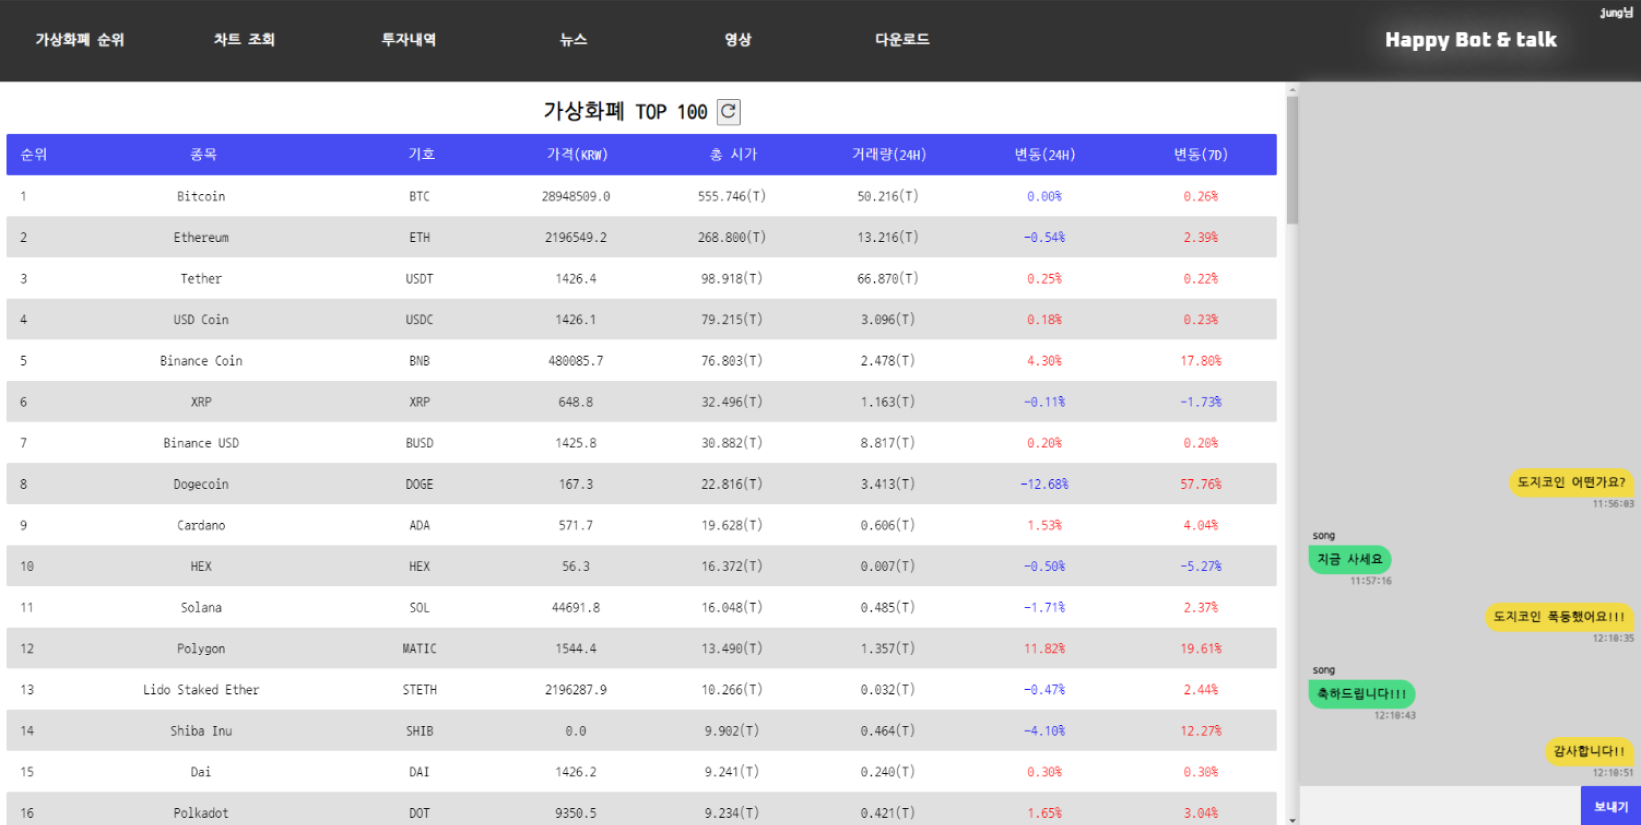 jung님
가상화폐 순위 차트 조회 투자내역 뉴스 영상 다운로드 Happy Bot & talk
가상화폐 TOP 100
순위 종목 기호 가격(KRW) 총 시가 거래량(24H) 변동(24H) 변동(7D)
1 Bitcoin BTC 28948509.0 555.746(T) 50.216(T) 0.00% 0.26%
2 Ethereum ETH 2196549.2 268.800(T) 13.216(T) -0.54% 2.39%
3 Tether USDT 1426.4 98.918(T) 66.870(T) 0.25% 0.22%
4 USD Coin USDC 1426.1 79.215(T) 3.096(T) 0.18% 0.23%
5 Binance Coin BNB 480085.7 76.803(T) 2.478(T) 4.30% 17.80%
6 XRP XRP 648.8 32.496(T) 1.163(T) -0.11% -1.73%
7 Binance USD BUSD 1425.8 30.882(T) 8.817(T) 0.20% 0.20%
8 Dogecoin DOGE 167.3 22.816(T) 3.413(T) -12.68% 57.76%
9 Cardano ADA 571.7 19.628(T) 0.606(T) 1.53% 4.04%
10 HEX HEX 56.3 16.372(T) 0.007(T) -0.50% -5.27%
11 Solana SOL 44691.8 16.048(T) 0.485(T) -1.71% 2.37%
12 Polygon MATIC 1544.4 13.490(T) 1.357(T) 11.82% 19.61%
13 Lido Staked Ether STETH 2196287.9 10.266(T) 0.032(T) -0.47% 2.44%
14 Shiba Inu SHIB 0.0 9.902(T) 0.464(T) -4.10% 12.27%
15 Dai DAI 1426.2 9.241(T) 0.240(T) 0.30% 0.30%
16 Polkadot DOT 9350.5 9.234(T) 0.421(T) 1.65% 3.04%
도지코인 어떤가요?
11:56:03
song
지금 사세요
11:57:16
도지코인 폭등했어요!!!
12:10:35
song
축하드립니다!!!
12:10:43
감사합니다!!
12:10:51
보내기